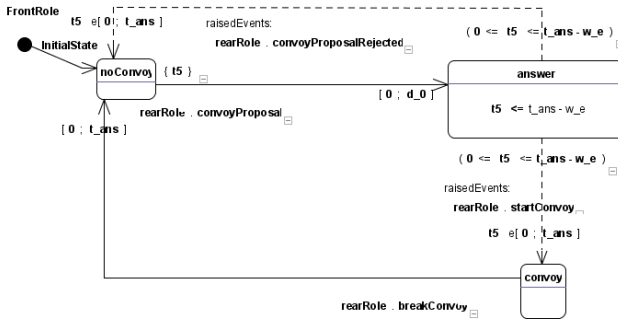 FrontRole
t5 e[ 0 ; t_ans ]
raisedEvents:
( 0 <= t5 <= t_ans - w_e )
InitialState
rearRole . convoyProposalRejected
noConvoy
{ t5 }
answer
[ 0 ; d_0 ]
t5 <= t_ans - w_e
rearRole . convoyProposal
[ 0 ; t_ans ]
( 0 <= t5 <= t_ans - w_e )
raisedEvents:
rearRole . startConvoy
t5 e[ 0 ; t_ans ]
convoy
rearRole . breakConvoy